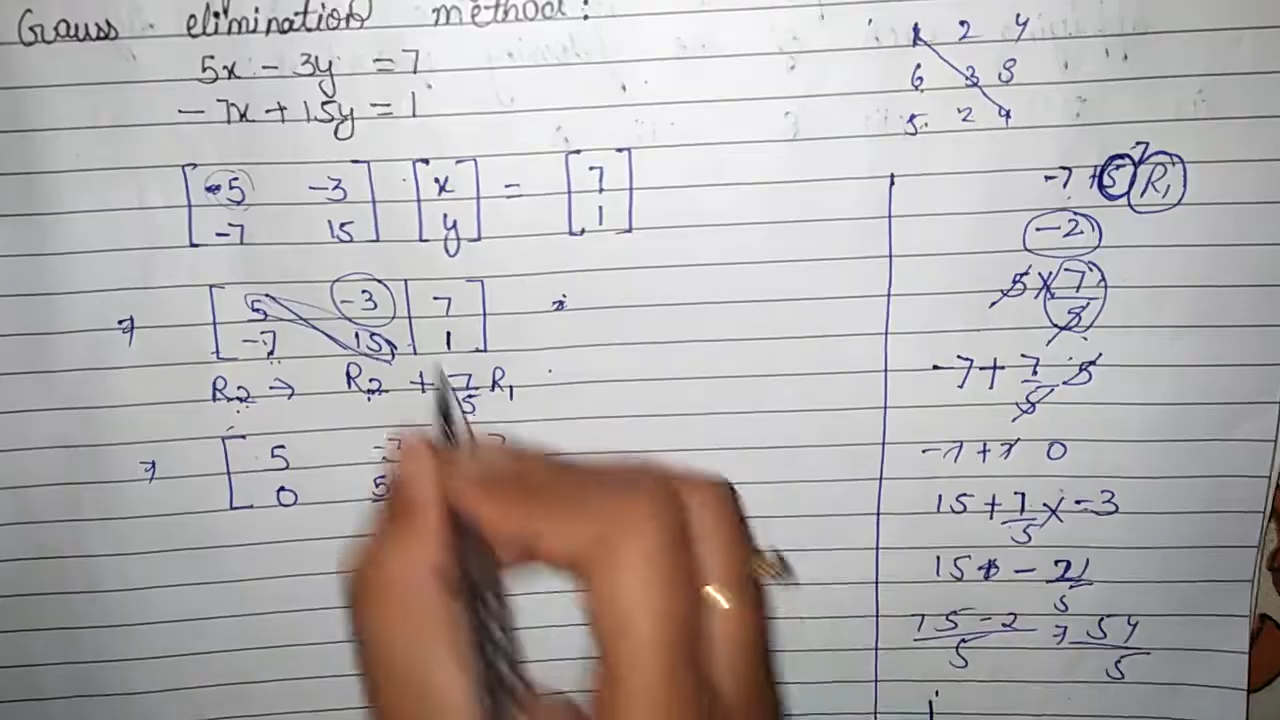 Gauss elimination method:
5x - 3y = 7
- 7x + 15y = 1
[ 5 -3 ] [ x ] = [ 7 ]
[ -7 15 ] [ y ] [ 1 ]
[ 5 -3 | 7 ]
[ -7 15 | 1 ]
R2 → R2 + 7/5 R1
[ 5
0 5
2 4
6 3 8
5 2 4
-7 + 5 R1
-2
5 × 7/5
-7 + 7/5 5
-7 + 7 0
15 + 7/5 × -3
15 - 21/5
54/5